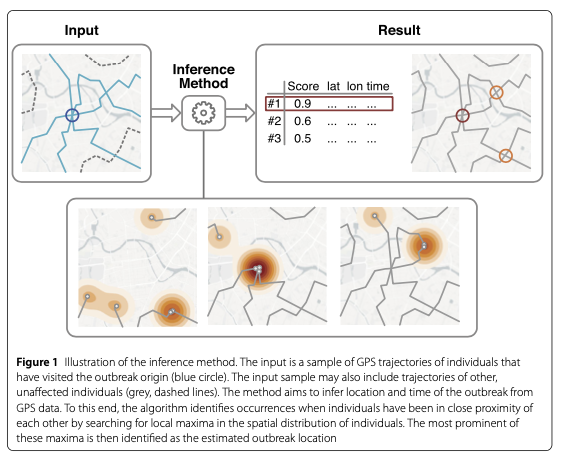 Input
Result
Inference
Method
Score lat lon time
#1 0.9 ... ... ...
#2 0.6 ... ... ...
#3 0.5 ... ... ...
Figure 1 Illustration of the inference method. The input is a sample of GPS trajectories of individuals that
have visited the outbreak origin (blue circle). The input sample may also include trajectories of other,
unaffected individuals (grey, dashed lines). The method aims to infer location and time of the outbreak from
GPS data. To this end, the algorithm identifies occurrences when individuals have been in close proximity of
each other by searching for local maxima in the spatial distribution of individuals. The most prominent of
these maxima is then identified as the estimated outbreak location